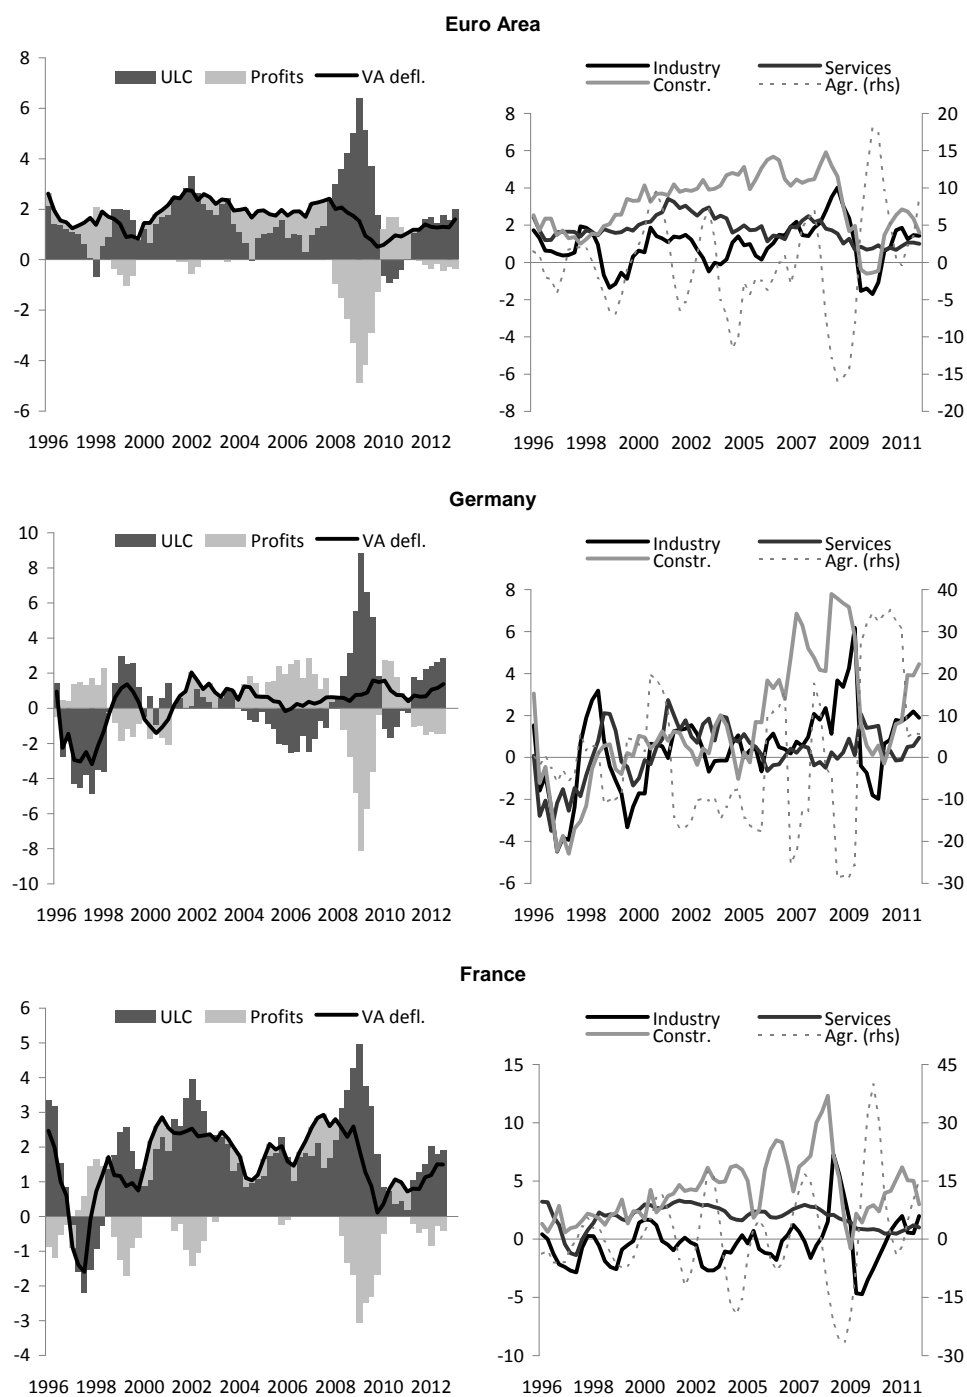 Euro Area
ULC Profits VA defl.
8
6
4
2
0
-2
-4
-6
1996 1998 2000 2002 2004 2006 2008 2010 2012
Industry Services
Constr. Agr. (rhs)
8 20
6 15
4 10
2 5
0 0
-2 -5
-4 -10
-6 -15
-8 -20
1996 1998 2000 2002 2005 2007 2009 2011
Germany
ULC Profits VA defl.
10
8
6
4
2
0
-2
-4
-6
-8
-10
1996 1998 2000 2002 2004 2006 2008 2010 2012
Industry Services
Constr. Agr. (rhs)
8 40
6 30
4 20
2 10
0 0
-2 -10
-4 -20
-6 -30
1996 1998 2000 2002 2005 2007 2009 2011
France
ULC Profits VA defl.
6
5
4
3
2
1
0
-1
-2
-3
-4
1996 1998 2000 2002 2004 2006 2008 2010 2012
Industry Services
Constr. Agr. (rhs)
15 45
10 30
5 15
0 0
-5 -15
-10 -30
1996 1998 2000 2002 2005 2007 2009 2011